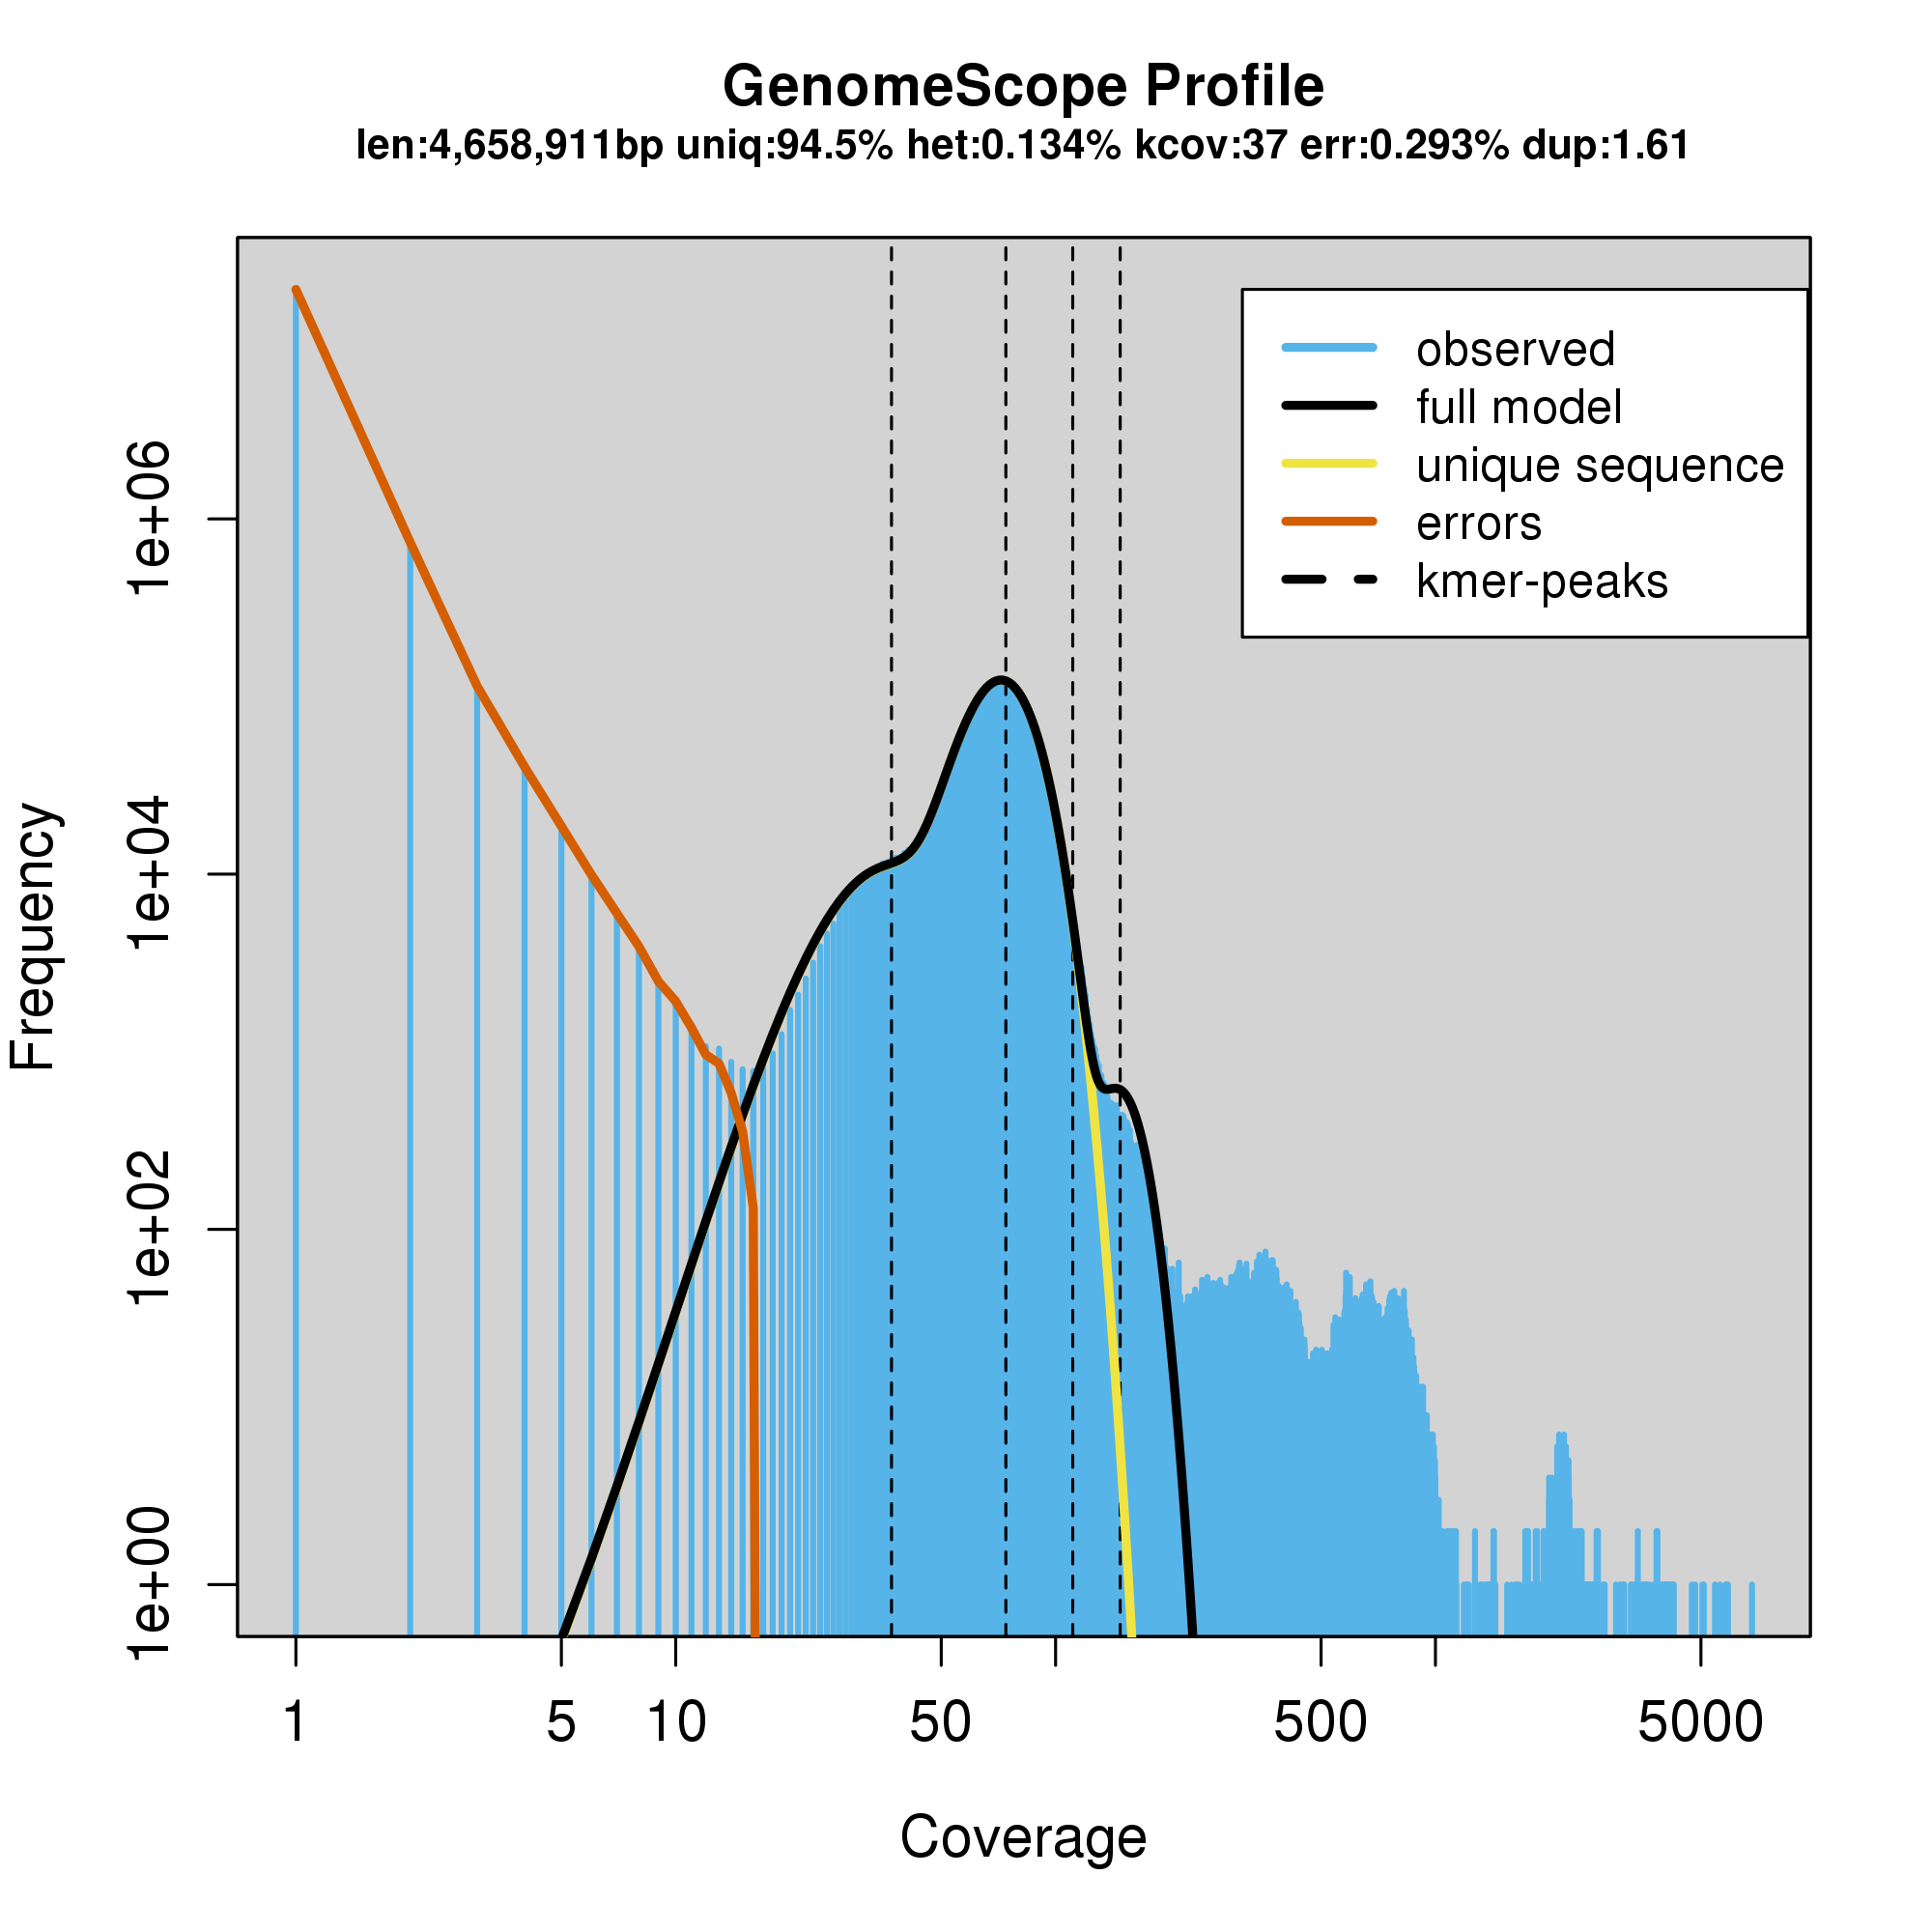 GenomeScope Profile
len:4,658,911bp uniq:94.5% het:0.134% kcov:37 err:0.293% dup:1.61
observed
full model
unique sequence
errors
kmer-peaks
Frequency
1e+06
1e+04
1e+02
1e+00
1 5 10 50 500 5000
Coverage